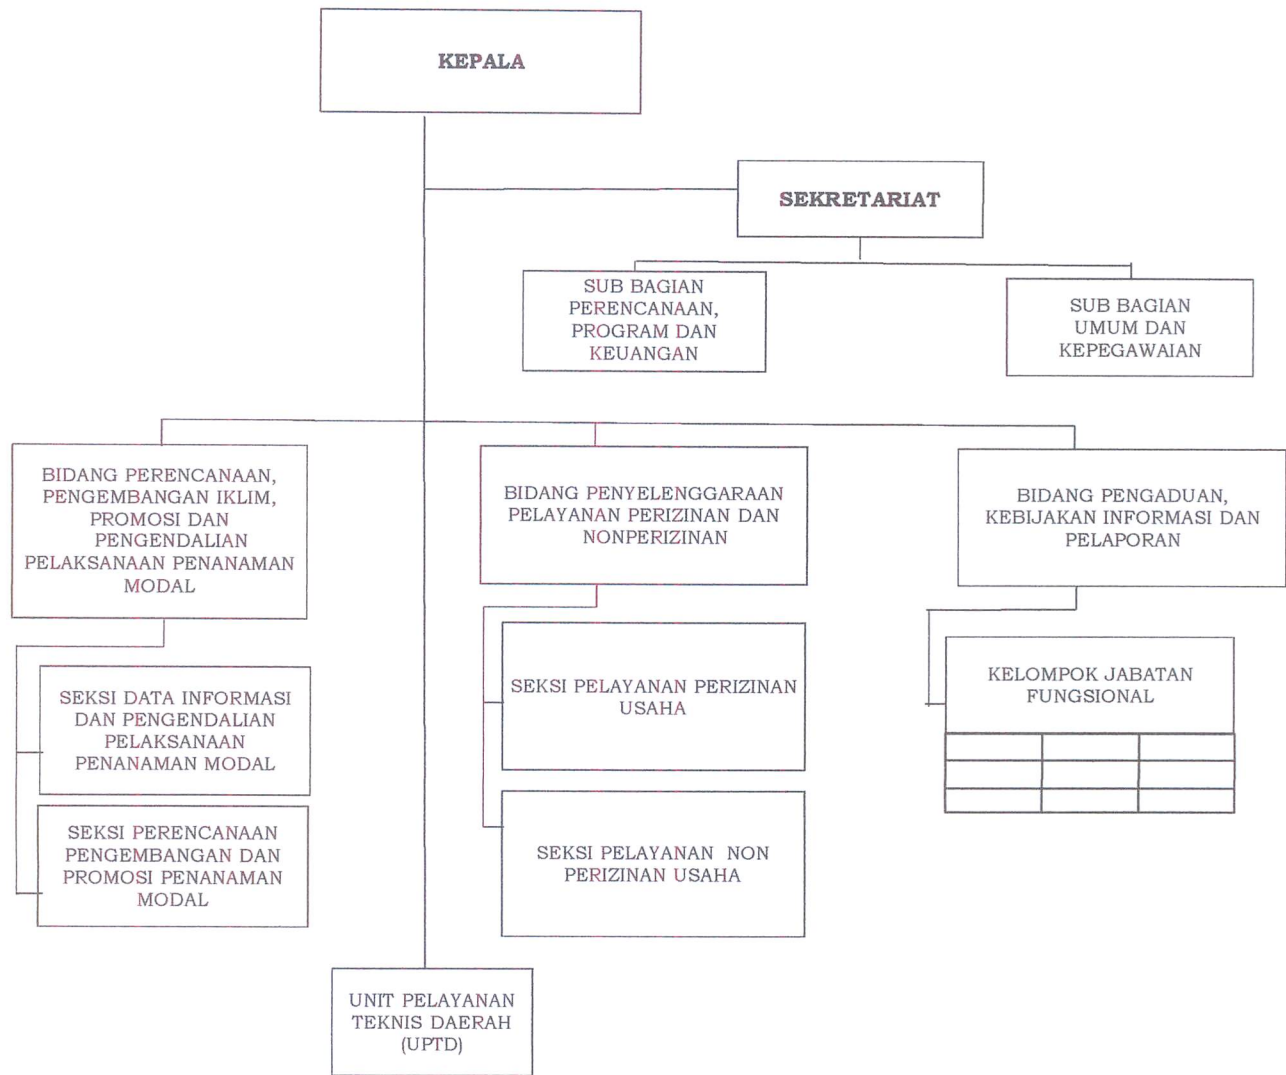 KEPALA
SEKRETARIAT
SUB BAGIAN
PERENCANAAN,
PROGRAM DAN
KEUANGAN
SUB BAGIAN
UMUM DAN
KEPEGAWAIAN
BIDANG PERENCANAAN,
PENGEMBANGAN IKLIM,
PROMOSI DAN
PENGENDALIAN
PELAKSANAAN PENANAMAN
MODAL
BIDANG PENYELENGGARAAN
PELAYANAN PERIZINAN DAN
NONPERIZINAN
BIDANG PENGADUAN,
KEBIJAKAN INFORMASI DAN
PELAPORAN
SEKSI DATA INFORMASI
DAN PENGENDALIAN
PELAKSANAAN
PENANAMAN MODAL
SEKSI PERENCANAAN
PENGEMBANGAN DAN
PROMOSI PENANAMAN
MODAL
SEKSI PELAYANAN PERIZINAN
USAHA
SEKSI PELAYANAN NON
PERIZINAN USAHA
KELOMPOK JABATAN
FUNGSIONAL
UNIT PELAYANAN
TEKNIS DAERAH
(UPTD)